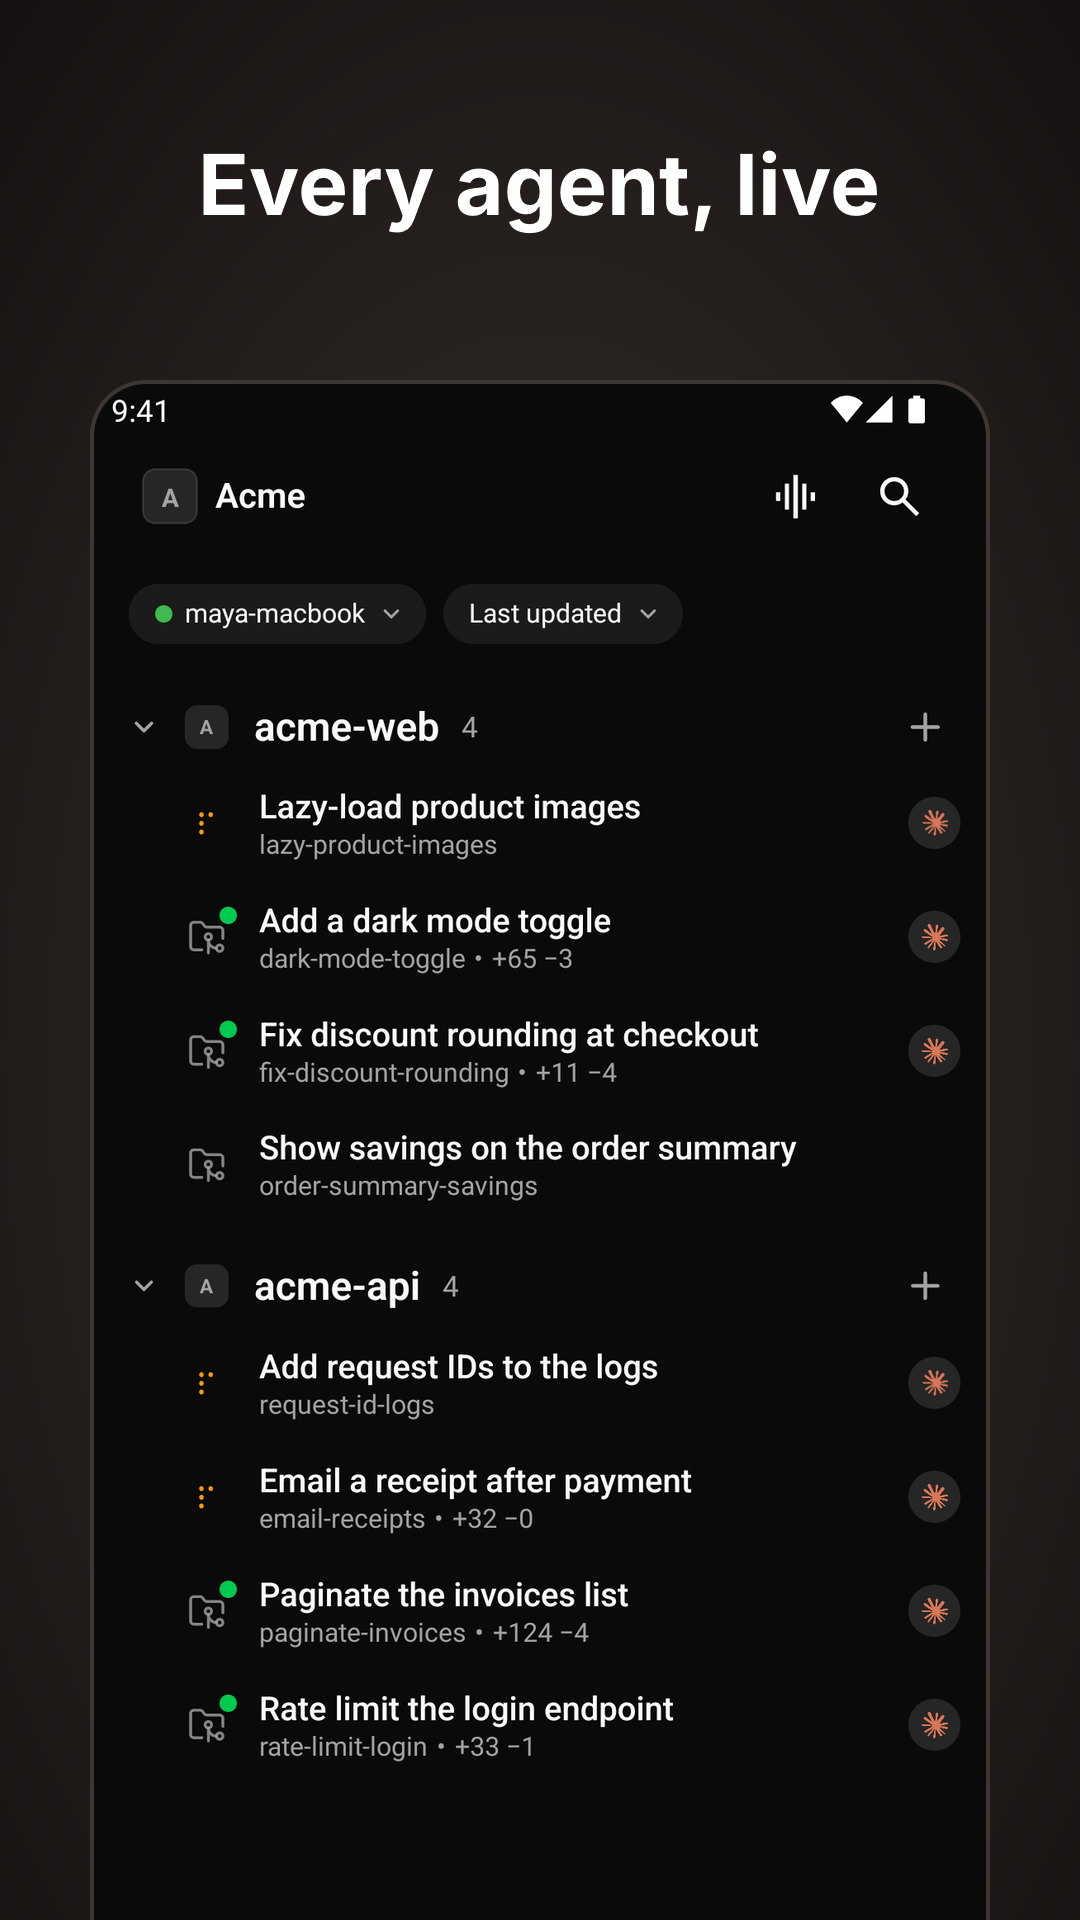 Every agent, live
9:41
A Acme
maya-macbook Last updated
A acme-web 4
Lazy-load product images
lazy-product-images
Add a dark mode toggle
dark-mode-toggle • +65 −3
Fix discount rounding at checkout
fix-discount-rounding • +11 −4
Show savings on the order summary
order-summary-savings
A acme-api 4
Add request IDs to the logs
request-id-logs
Email a receipt after payment
email-receipts • +32 −0
Paginate the invoices list
paginate-invoices • +124 −4
Rate limit the login endpoint
rate-limit-login • +33 −1